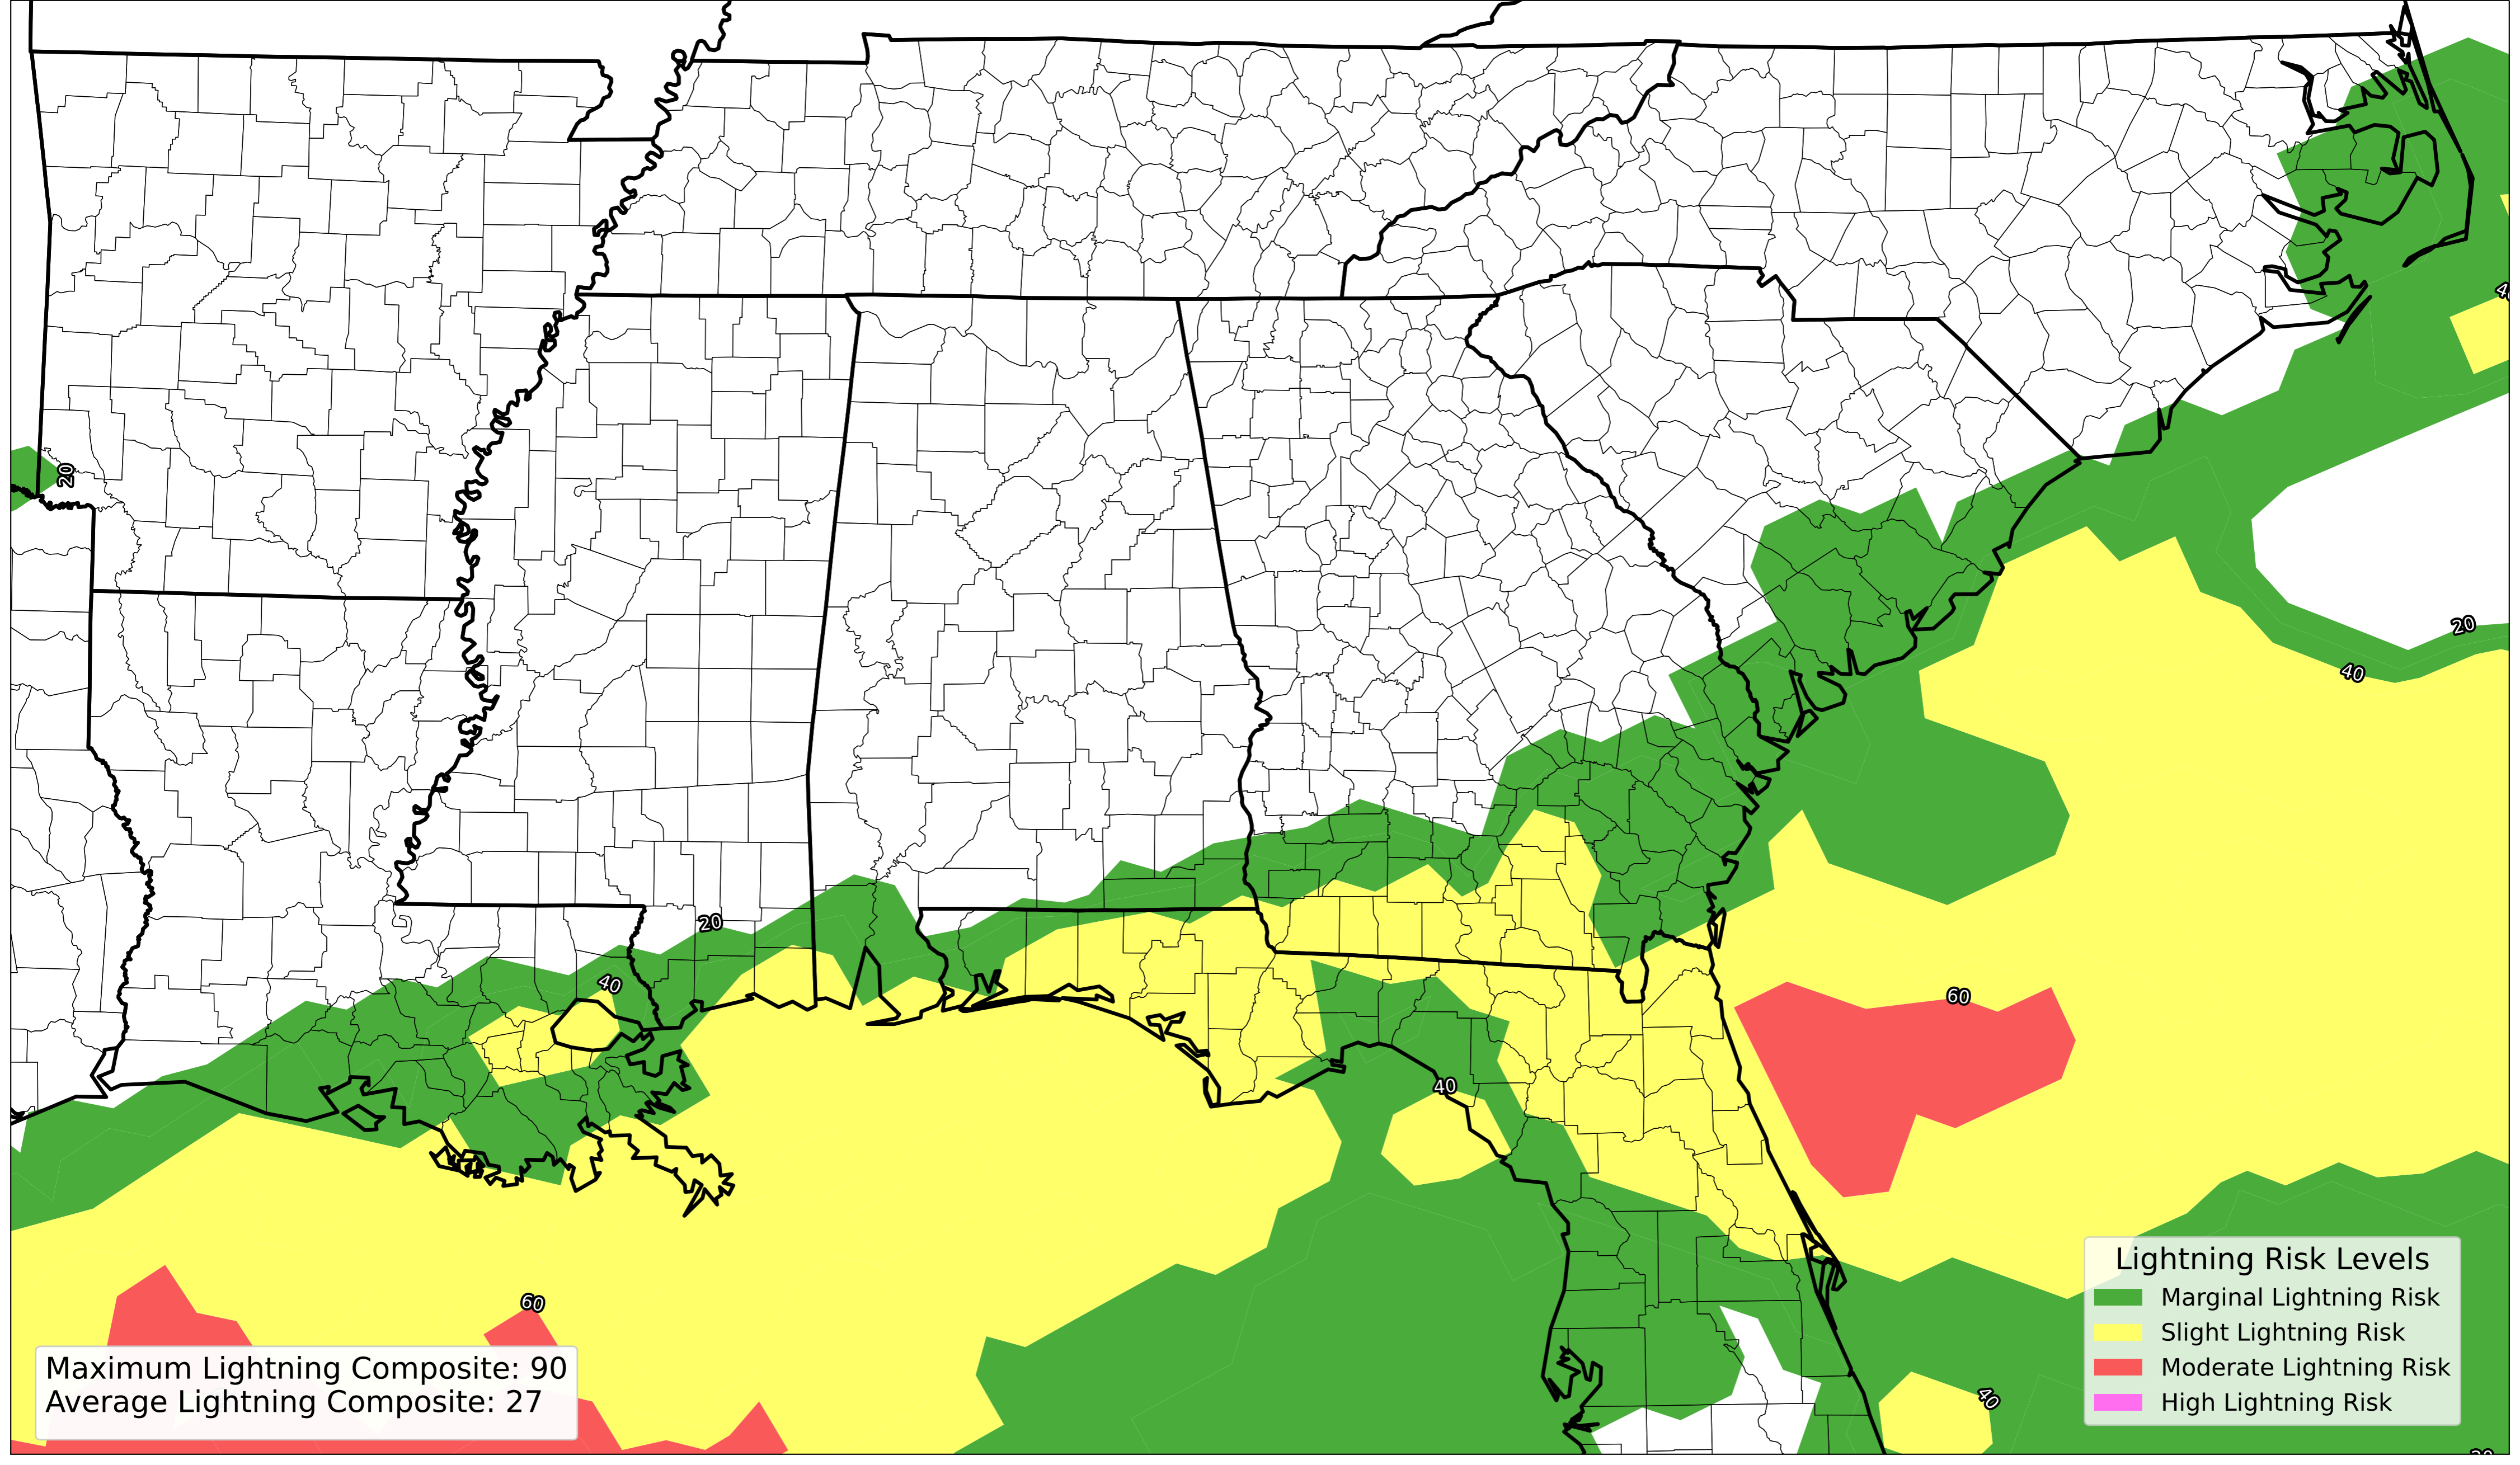 20
20
40
20
40
60
40
60
40
Maximum Lightning Composite: 90
Average Lightning Composite: 27
Lightning Risk Levels
Marginal Lightning Risk
Slight Lightning Risk
Moderate Lightning Risk
High Lightning Risk